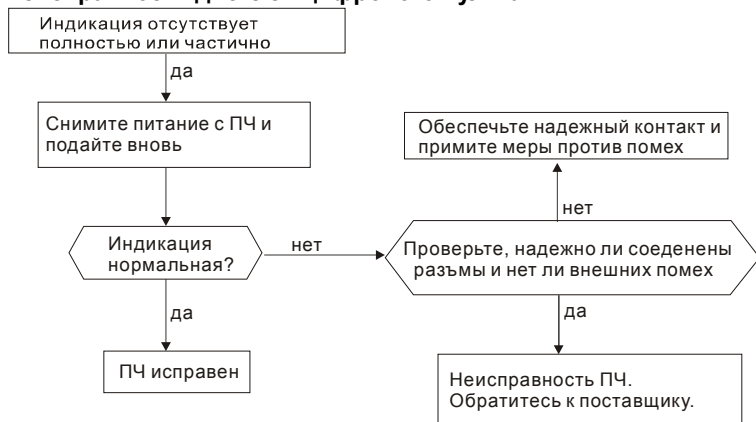 Индикация отсутствует
полностью или частично
да
Снимите питание с ПЧ и
подайте вновь
Обеспечьте надежный контакт и
примите меры против помех
нет
Индикация
нормальная?
нет
Проверьте, надежно ли соеденены
разъмы и нет ли внешних помех
да
да
ПЧ исправен
Неисправность ПЧ.
Обратитесь к поставщику.